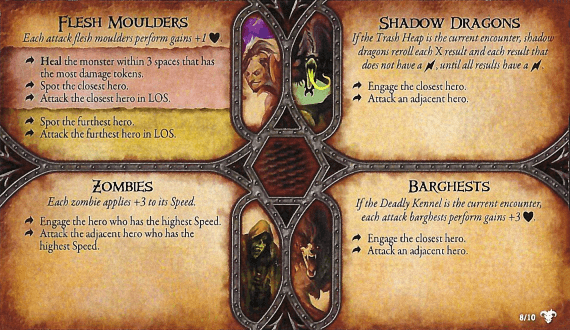 FLESH MOULDERS
Each attack flesh moulders perform gains +1 ♥.
Heal the monster within 3 spaces that has
the most damage tokens.
Spot the closest hero.
Attack the closest hero in LOS.
Spot the furthest hero.
Attack the furthest hero in LOS.
SHADOW DRAGONS
If the Trash Heap is the current encounter, shadow
dragons reroll each X result and each result that
does not have a, until all results have a.
Engage the closest hero.
Attack an adjacent hero.
ZOMBIES
Each zombie applies +3 to its Speed.
Engage the hero who has the highest Speed.
Attack the adjacent hero who has the
highest Speed.
BARGHESTS
If the Deadly Kennel is the current encounter,
each attack barghests perform gains +3 ♥.
Engage the closest hero.
Attack an adjacent hero.
8/10